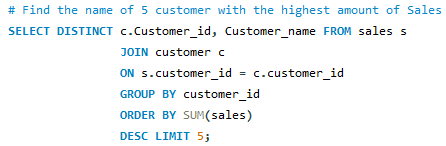 # Find the name of 5 customer with the highest amount of Sales
SELECT DISTINCT c.Customer_id, Customer_name FROM sales s
JOIN customer c
ON s.customer_id = c.customer_id
GROUP BY customer_id
ORDER BY SUM(sales)
DESC LIMIT 5;